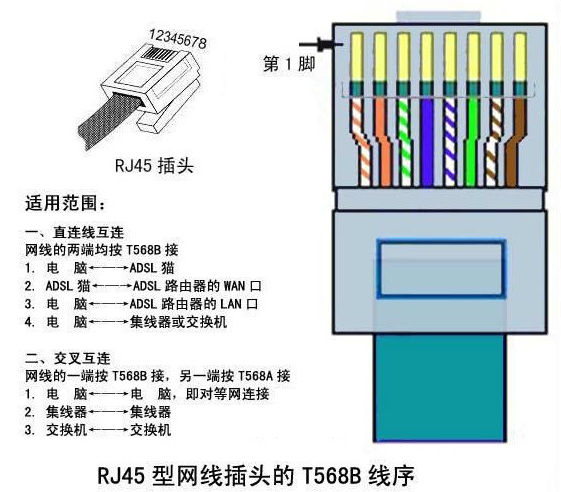 12345678
第1脚
RJ45 插头
适用范围：
一、直连线互连
网线的两端均按 T568B 接
1. 电 脑←——→ADSL 猫
2. ADSL 猫←——→ADSL 路由器的 WAN 口
3. 电 脑←——→ADSL 路由器的 LAN 口
4. 电 脑←——→集线器或交换机
二、交叉互连
网线的一端按 T568B 接，另一端按 T568A 接
1. 电 脑←——→电 脑，即对等网连接
2. 集线器←——→集线器
3. 交换机←——→交换机
RJ45 型网线插头的 T568B 线序